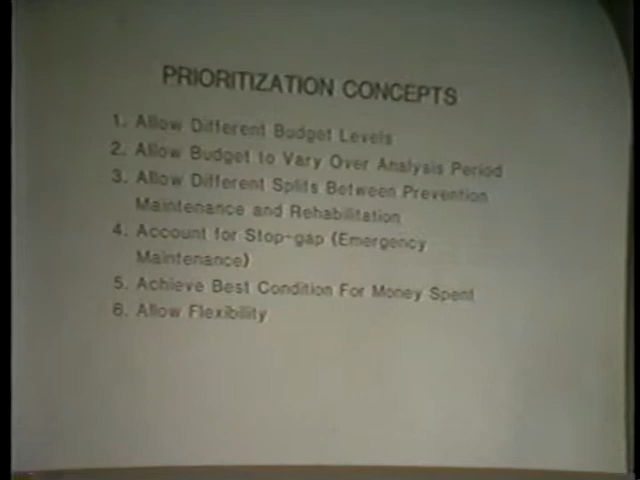 PRIORITIZATION CONCEPTS
1. Allow Different Budget Levels
2. Allow Budget to Vary Over Analysis Period
3. Allow Different Splits Between Prevention
Maintenance and Rehabilitation
4. Account for Stop-gap (Emergency
Maintenance)
5. Achieve Best Condition For Money Spent
6. Allow Flexibility